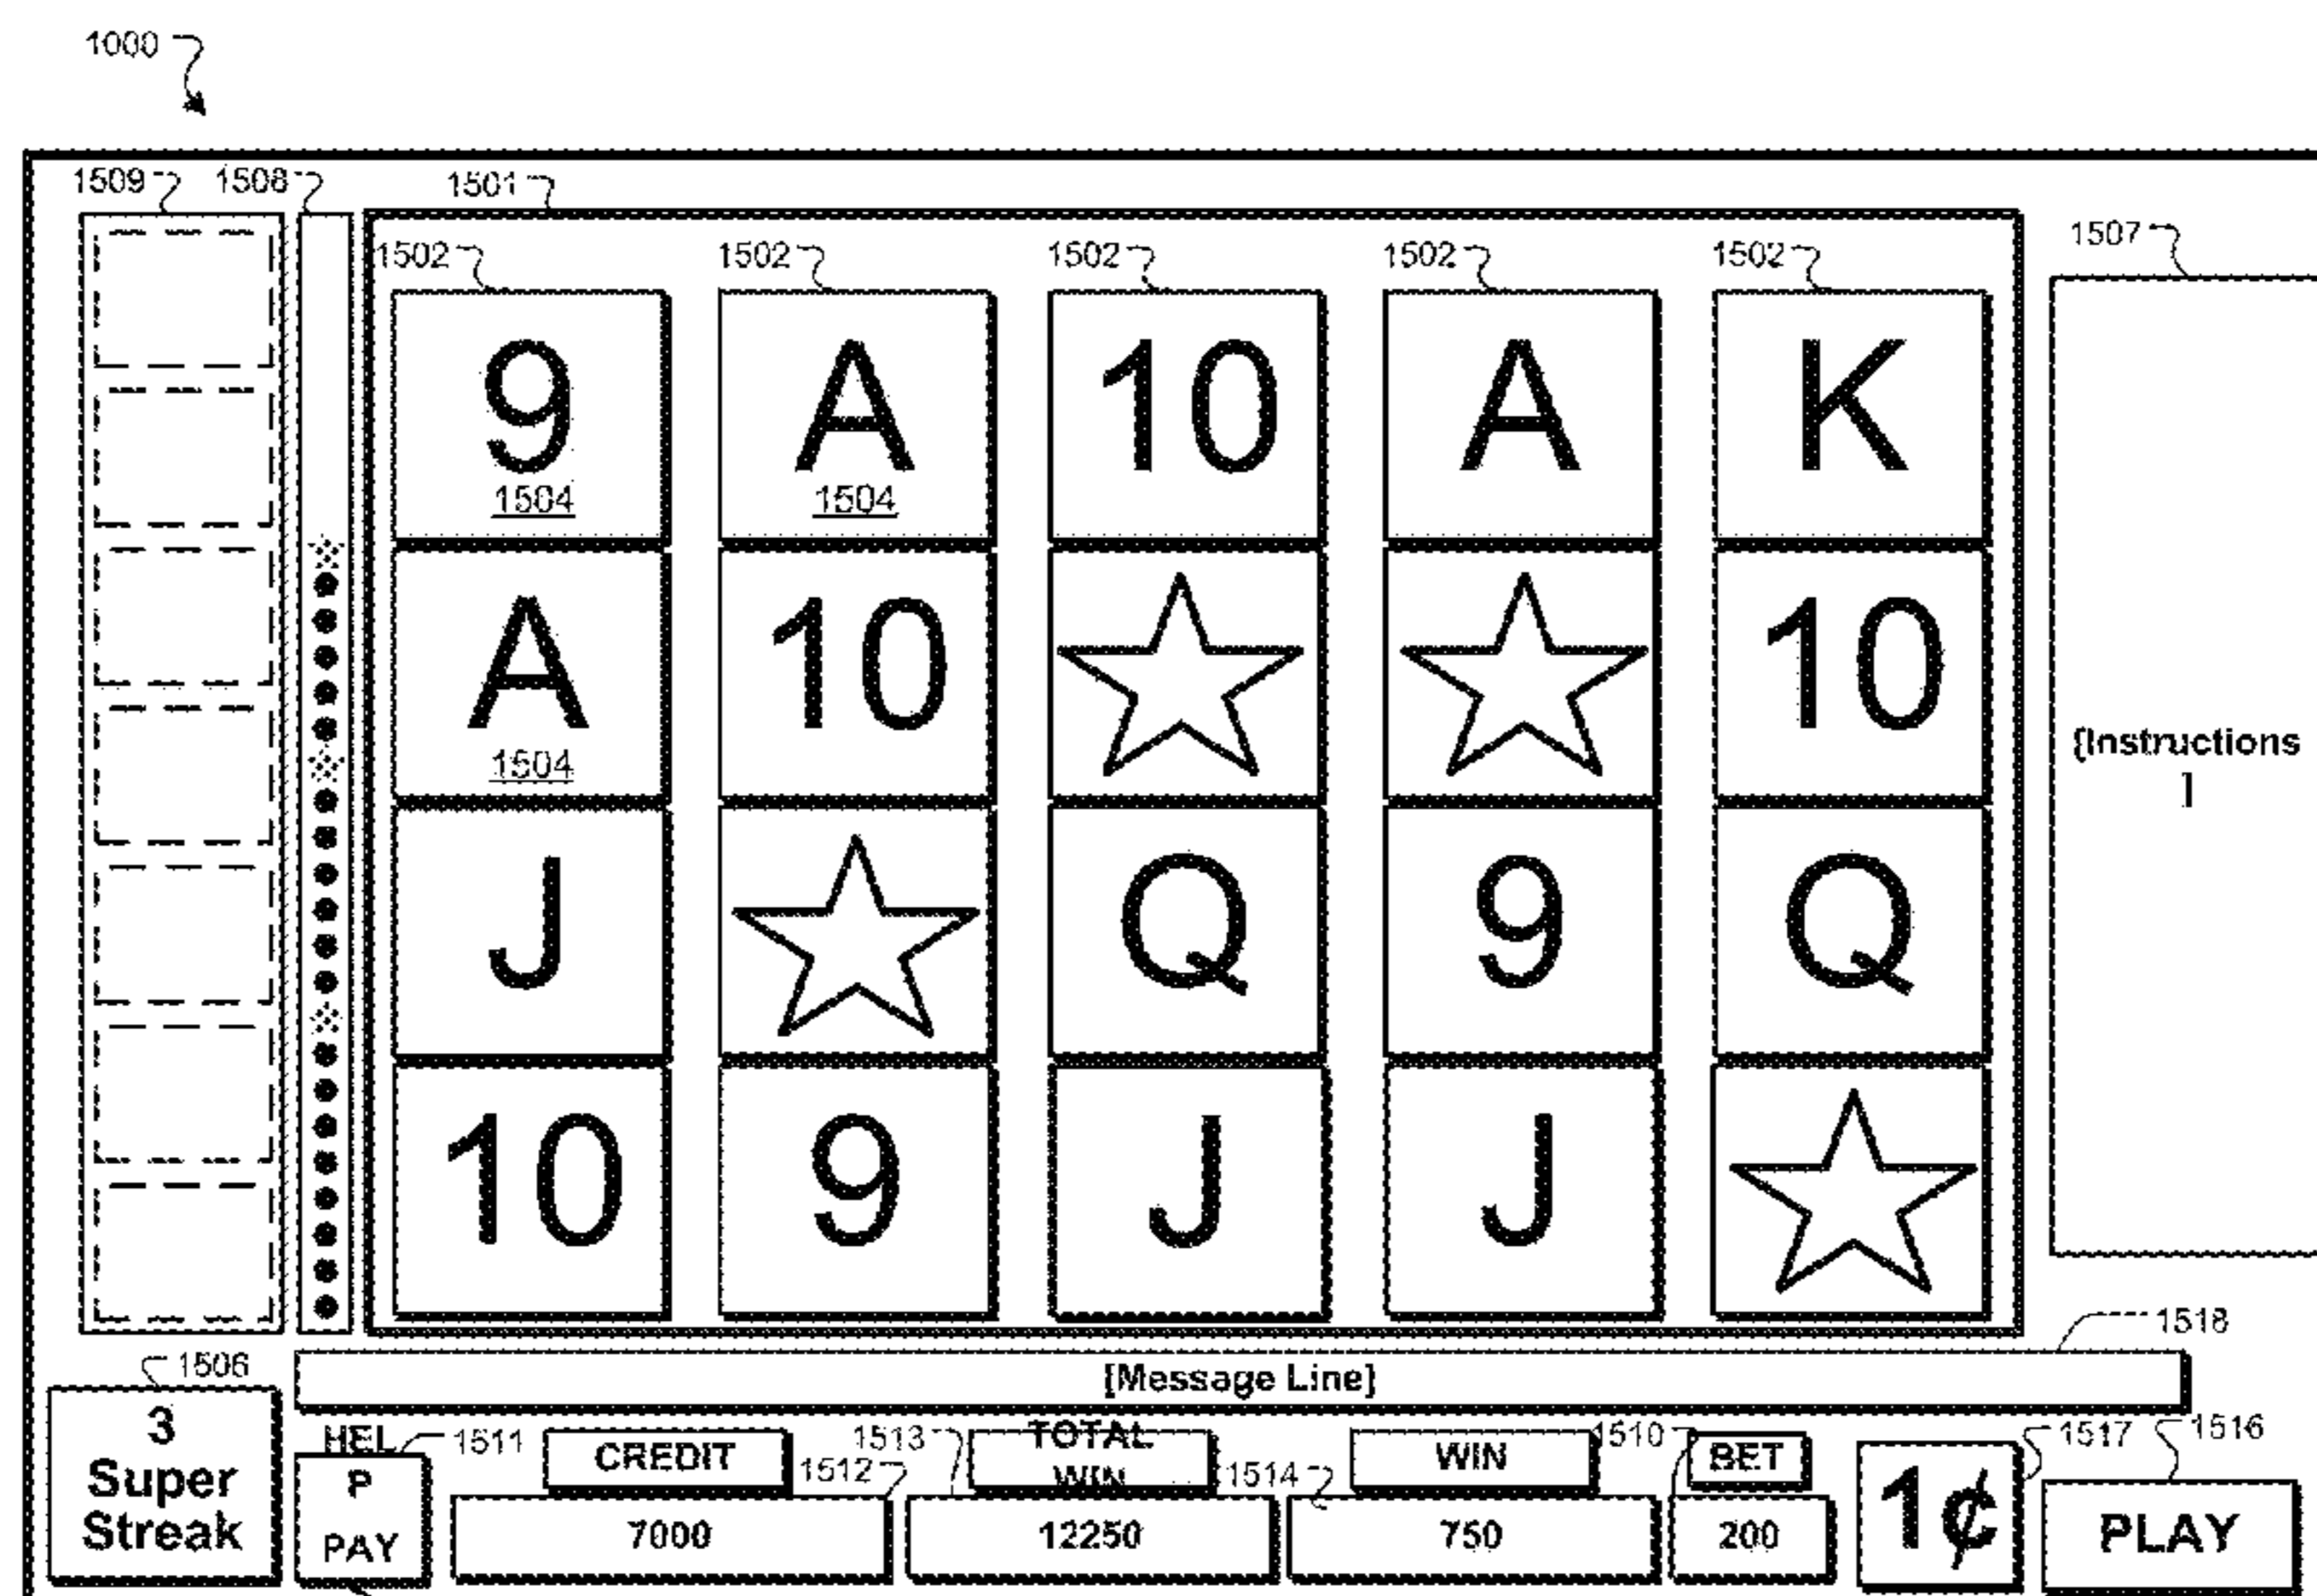 1000
1509 1508 1501
1507
1502 1502 1502 1502 1502
9 A 10 A K
1504 1504
A 10 10
1504
[Instructions
]
J Q 9 Q
10 9 J J
1518
[Message Line]
1506
3
Super
Streak
HEL
P
PAY
1511
CREDIT
1512
7000
1513
TOTAL
WIN
12250
1514
WIN
750
1510
BET
200
1517
1¢
1516
PLAY